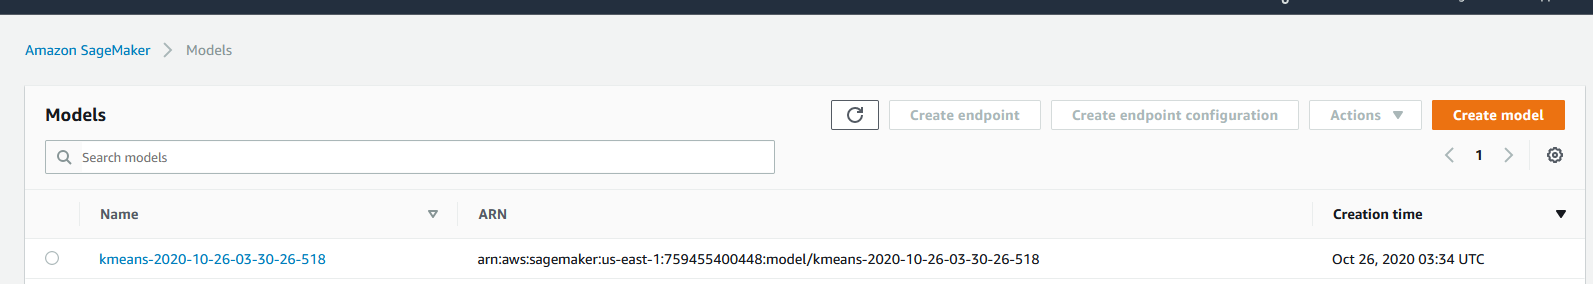 Amazon SageMaker > Models
Models
Create endpoint
Create endpoint configuration
Actions
Create model
Search models
1
Name
ARN
Creation time
kmeans-2020-10-26-03-30-26-518
arn:aws:sagemaker:us-east-1:759455400448:model/kmeans-2020-10-26-03-30-26-518
Oct 26, 2020 03:34 UTC